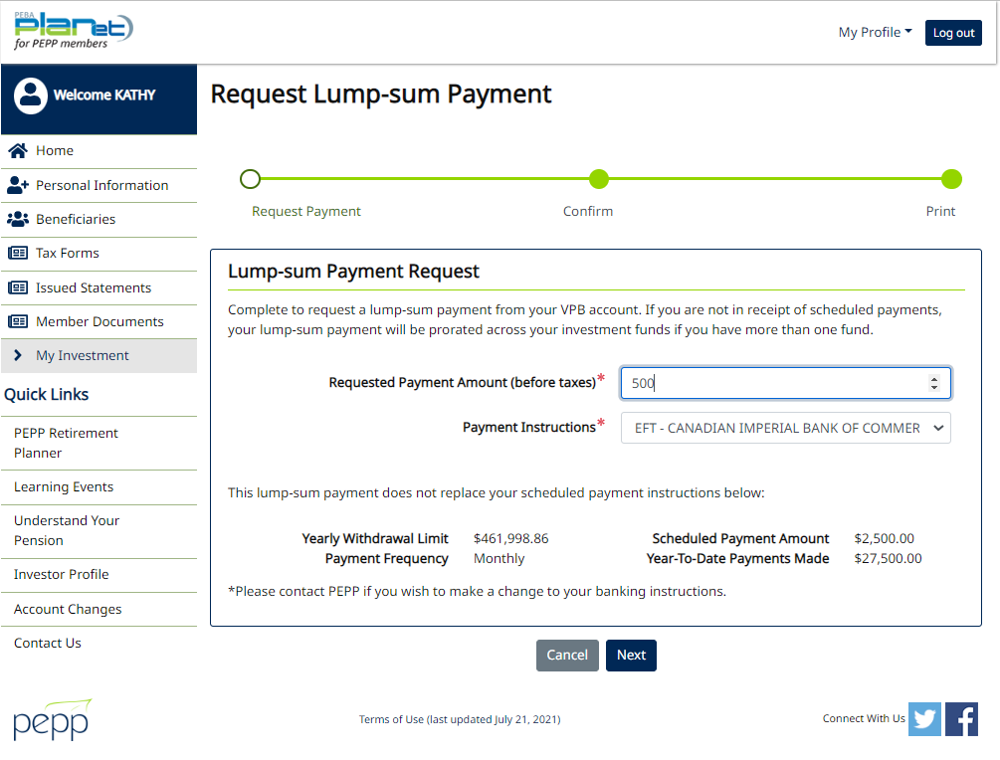 PEBA
planet
for PEPP members
My Profile
Log out
Welcome KATHY
Home
Personal Information
Beneficiaries
Tax Forms
Issued Statements
Member Documents
My Investment
Quick Links
PEPP Retirement
Planner
Learning Events
Understand Your
Pension
Investor Profile
Account Changes
Contact Us
Request Lump-sum Payment
Request Payment
Confirm
Print
Lump-sum Payment Request
Complete to request a lump-sum payment from your VPB account. If you are not in receipt of scheduled payments,
your lump-sum payment will be prorated across your investment funds if you have more than one fund.
Requested Payment Amount (before taxes)* 500
Payment Instructions* EFT - CANADIAN IMPERIAL BANK OF COMMER
This lump-sum payment does not replace your scheduled payment instructions below:
Yearly Withdrawal Limit $461,998.86 Scheduled Payment Amount $2,500.00
Payment Frequency Monthly Year-To-Date Payments Made $27,500.00
*Please contact PEPP if you wish to make a change to your banking instructions.
Cancel Next
pepp
Terms of Use (last updated July 21, 2021)
Connect With Us